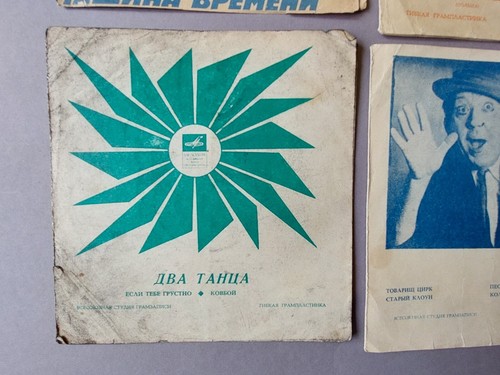 МАШИНА ВРЕМЕНИ
ГИБКАЯ ГРАМПЛАСТИНКА
ДВА ТАНЦА
ЕСЛИ ТЕБЕ ГРУСТНО ◆ КОВБОЙ
ВСЕСОЮЗНАЯ СТУДИЯ ГРАМЗАПИСИ
ГИБКАЯ ГРАМПЛАСТИНКА
ТОВАРИЩ ЦИРК
СТАРЫЙ КЛОУН
ВСЕСОЮЗНАЯ СТУДИЯ ГРАМЗАПИСИ